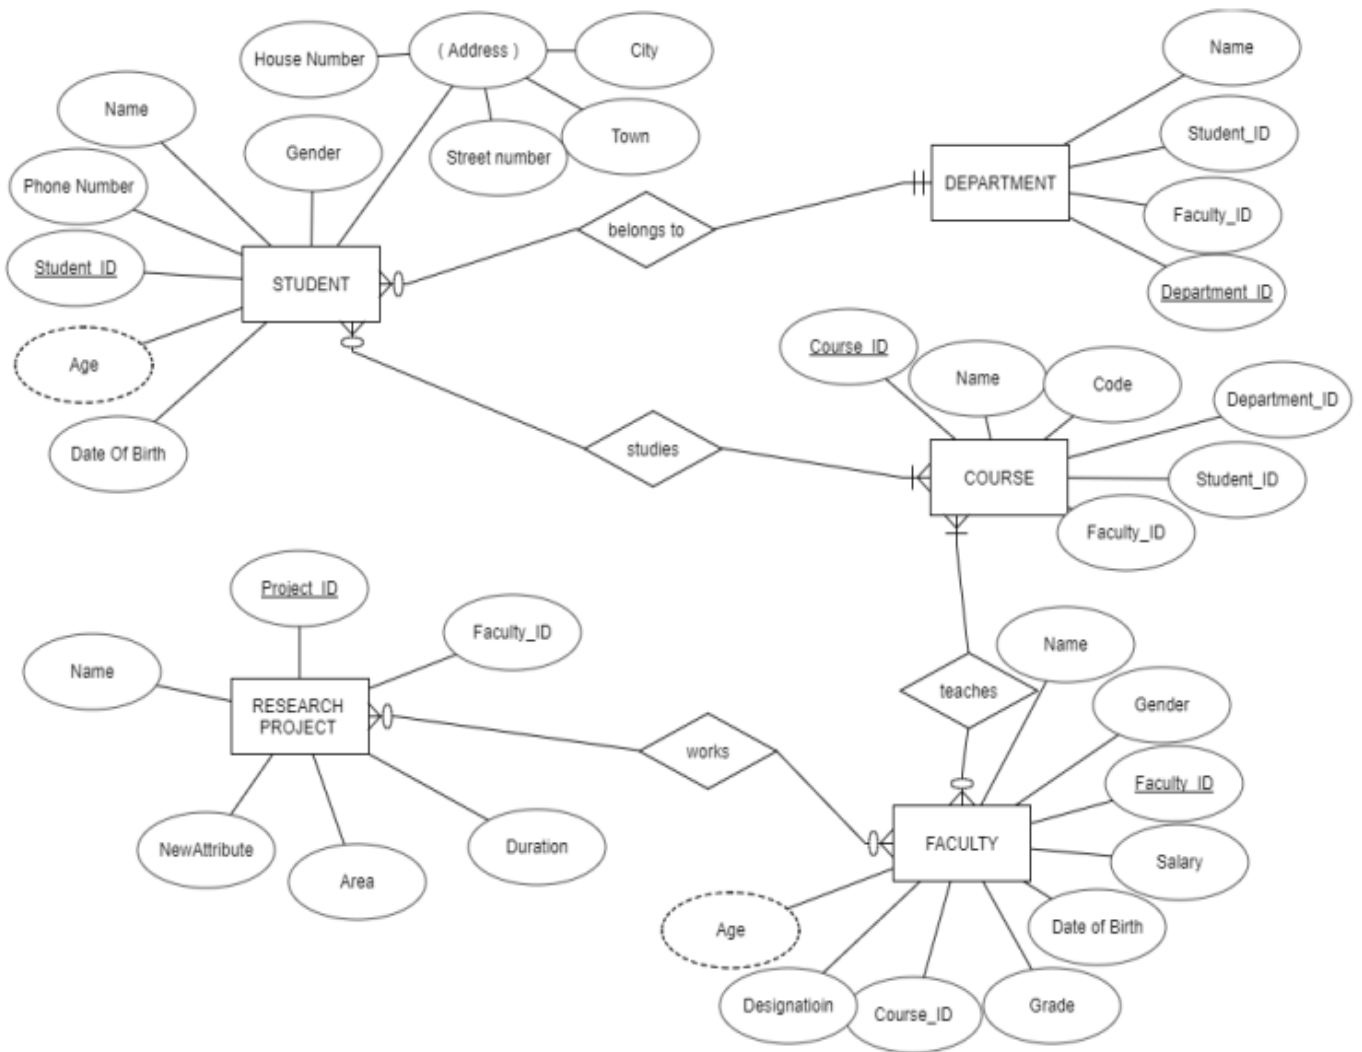 Name
( Address )
City
House Number
Name
Student_ID
Town
Gender
Street number
DEPARTMENT
Phone Number
Faculty_ID
belongs to
Student_ID
STUDENT
Department_ID
Course_ID
Age
Name
Code
Department_ID
Date Of Birth
studies
COURSE
Student_ID
Faculty_ID
Project_ID
Faculty_ID
Name
Name
teaches
Gender
RESEARCH
PROJECT
works
Faculty_ID
NewAttribute
Duration
FACULTY
Salary
Area
Age
Date of Birth
Designatioin
Course_ID
Grade